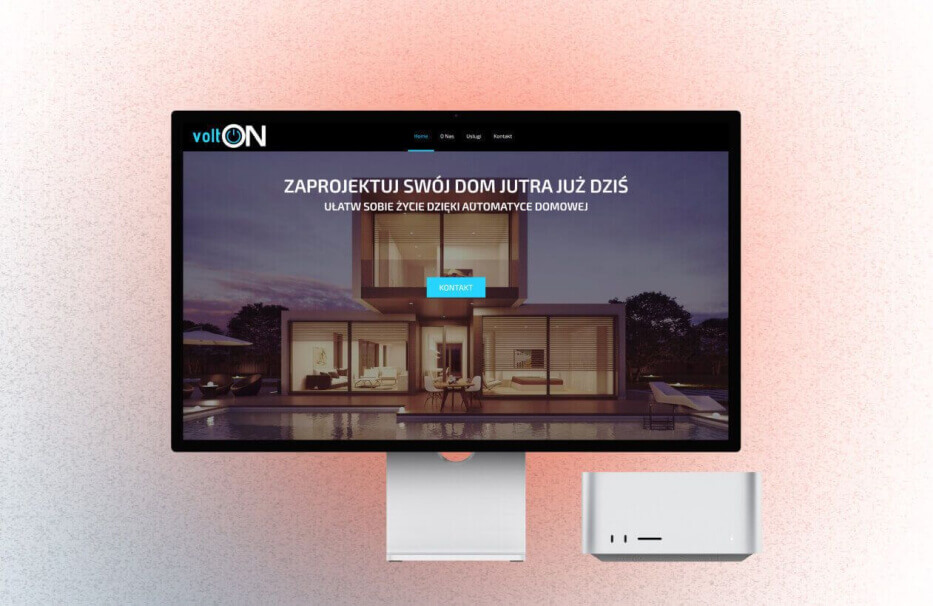 voltON
Home O Nas Usługi Kontakt
ZAPROJEKTUJ SWÓJ DOM JUTRA JUŻ DZIŚ
UŁATW SOBIE ŻYCIE DZIĘKI AUTOMATYCE DOMOWEJ
KONTAKT